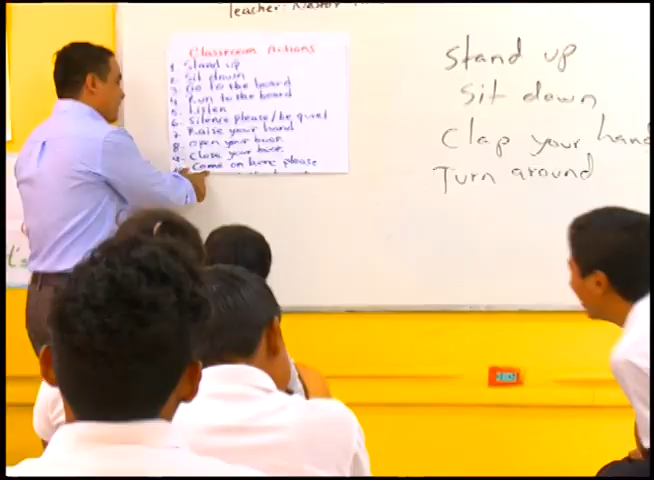 Teacher: Nestor
Classroom Actions
1. Stand up
2. Sit down
3. Go to the board
4. Run to the board
5. Listen
6. Silence please/be quiet
7. Raise your hand
8. Open your book
9. Close your book
Come on here please
Stand up
Sit down
Clap your hand
Turn around